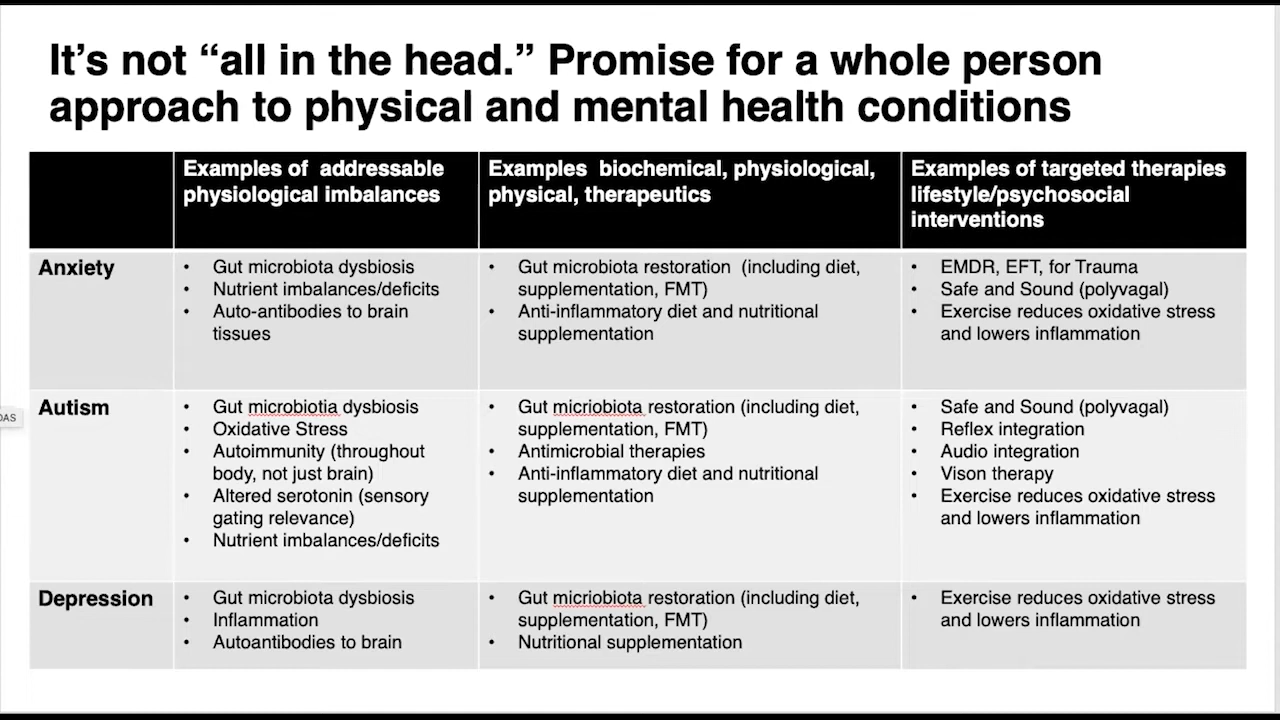 It's not “all in the head.” Promise for a whole person
approach to physical and mental health conditions
Examples of addressable
physiological imbalances
Examples biochemical, physiological,
physical, therapeutics
Examples of targeted therapies
lifestyle/psychosocial
interventions
Anxiety
• Gut microbiota dysbiosis
• Nutrient imbalances/deficits
• Auto-antibodies to brain
tissues
• Gut microbiota restoration (including diet,
supplementation, FMT)
• Anti-inflammatory diet and nutritional
supplementation
• EMDR, EFT, for Trauma
• Safe and Sound (polyvagal)
• Exercise reduces oxidative stress
and lowers inflammation
OAS
Autism
• Gut microbiotia dysbiosis
• Oxidative Stress
• Autoimmunity (throughout
body, not just brain)
• Altered serotonin (sensory
gating relevance)
• Nutrient imbalances/deficits
• Gut micriobiota restoration (including diet,
supplementation, FMT)
• Antimicrobial therapies
• Anti-inflammatory diet and nutritional
supplementation
• Safe and Sound (polyvagal)
• Reflex integration
• Audio integration
• Vison therapy
• Exercise reduces oxidative stress
and lowers inflammation
Depression
• Gut microbiota dysbiosis
• Inflammation
• Autoantibodies to brain
• Gut micriobiota restoration (including diet,
supplementation, FMT)
• Nutritional supplementation
• Exercise reduces oxidative stress
and lowers inflammation